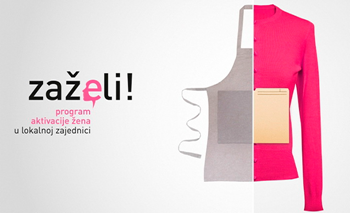 zaželi!
program
aktivacije žena
u lokalnoj zajednici